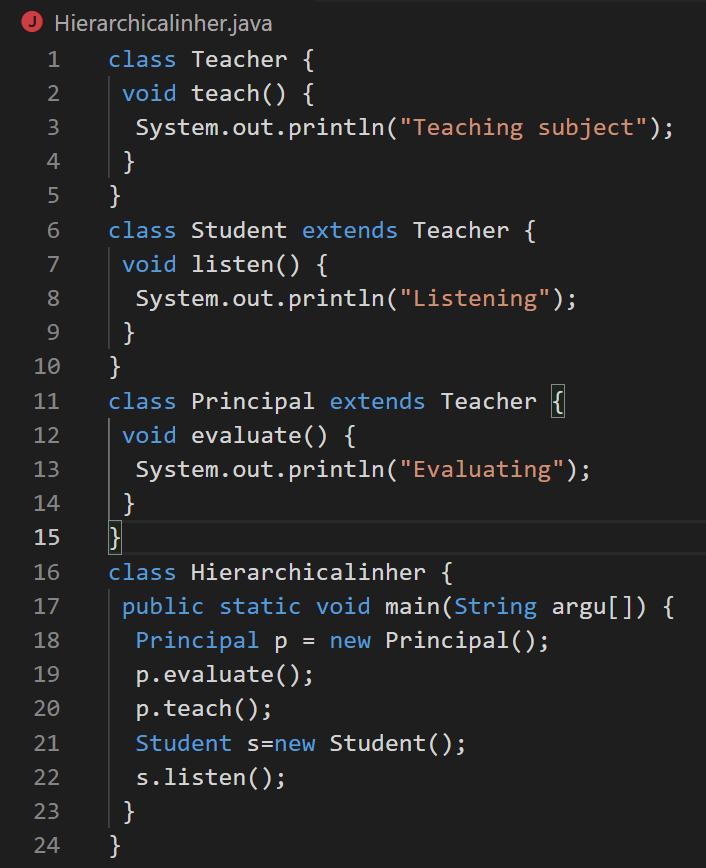 J Hierarchicalinher.java
1 class Teacher {
2 void teach() {
3 System.out.println("Teaching subject");
4 }
5 }
6 class Student extends Teacher {
7 void listen() {
8 System.out.println("Listening");
9 }
10 }
11 class Principal extends Teacher {
12 void evaluate() {
13 System.out.println("Evaluating");
14 }
15 }
16 class Hierarchicalinher {
17 public static void main(String argu[]) {
18 Principal p = new Principal();
19 p.evaluate();
20 p.teach();
21 Student s=new Student();
22 s.listen();
23 }
24 }